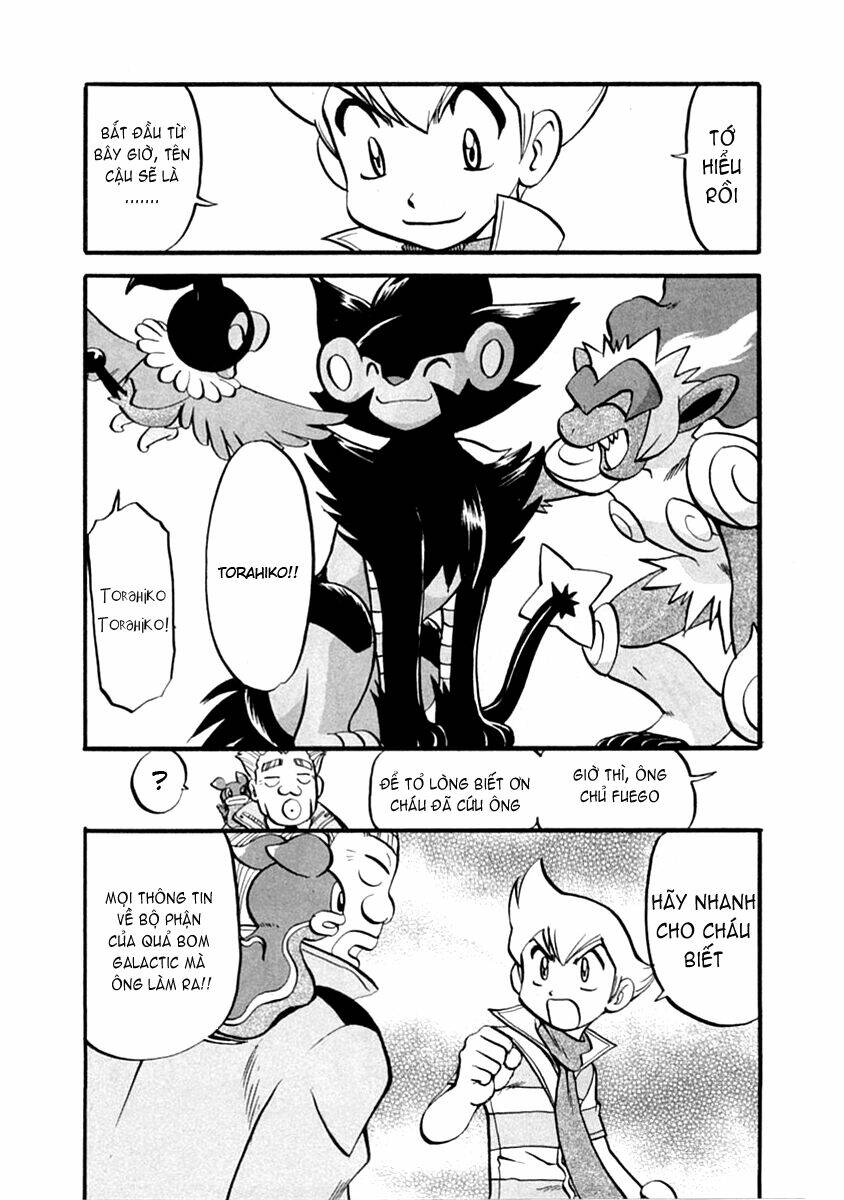 TỚ
HIỂU
RỒI
BẮT ĐẦU TỪ
BÂY GIỜ, TÊN
CẬU SẼ LÀ
.......
TORAHIKO!!
TORAHIKO
TORAHIKO!
GIỜ THÌ, ÔNG
CHỦ FUEGO
ĐỂ TỎ LÒNG BIẾT ƠN
CHÁU ĐÃ CỨU ÔNG
?
HÃY NHANH
CHO CHÁU
BIẾT
MỌI THÔNG TIN
VỀ BỘ PHẬN
CỦA QUẢ BOM
GALACTIC MÀ
ÔNG LÀM RA!!